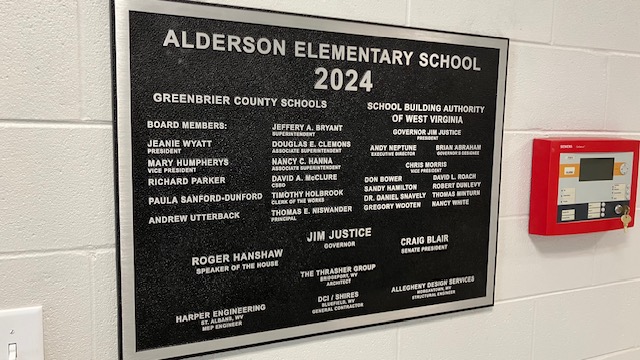 ALDERSON ELEMENTARY SCHOOL
2024
GREENBRIER COUNTY SCHOOLS
BOARD MEMBERS:
JEANIE WYATT
PRESIDENT
MARY HUMPHERYS
VICE PRESIDENT
RICHARD PARKER
PAULA SANFORD-DUNFORD
ANDREW UTTERBACK
JEFFERY A. BRYANT
SUPERINTENDENT
DOUGLAS E. CLEMONS
ASSOCIATE SUPERINTENDENT
NANCY C. HANNA
ASSOCIATE SUPERINTENDENT
DAVID A. McCLURE
CSBO
TIMOTHY HOLBROOK
CLERK OF THE WORKS
THOMAS E. NISWANDER
PRINCIPAL
SCHOOL BUILDING AUTHORITY
OF WEST VIRGINIA
GOVERNOR JIM JUSTICE
PRESIDENT
ANDY NEPTUNE
EXECUTIVE DIRECTOR
BRIAN ABRAHAM
GOVERNOR'S DESIGNEE
CHRIS MORRIS
VICE PRESIDENT
DON BOWER
SANDY HAMILTON
DR. DANIEL SNAVELY
GREGORY WOOTEN
DAVID L. ROACH
ROBERT DUNLEVY
THOMAS MINTURN
NANCY WHITE
JIM JUSTICE
GOVERNOR
ROGER HANSHAW
SPEAKER OF THE HOUSE
CRAIG BLAIR
SENATE PRESIDENT
THE THRASHER GROUP
BRIDGEPORT, WV
ARCHITECT
HARPER ENGINEERING
ST. ALBANS, WV
MEP ENGINEER
DCI / SHIRES
BLUEFIELD, WV
GENERAL CONTRACTOR
ALLEGHENY DESIGN SERVICES
MORGANTOWN, WV
STRUCTURAL ENGINEER
SIEMENS